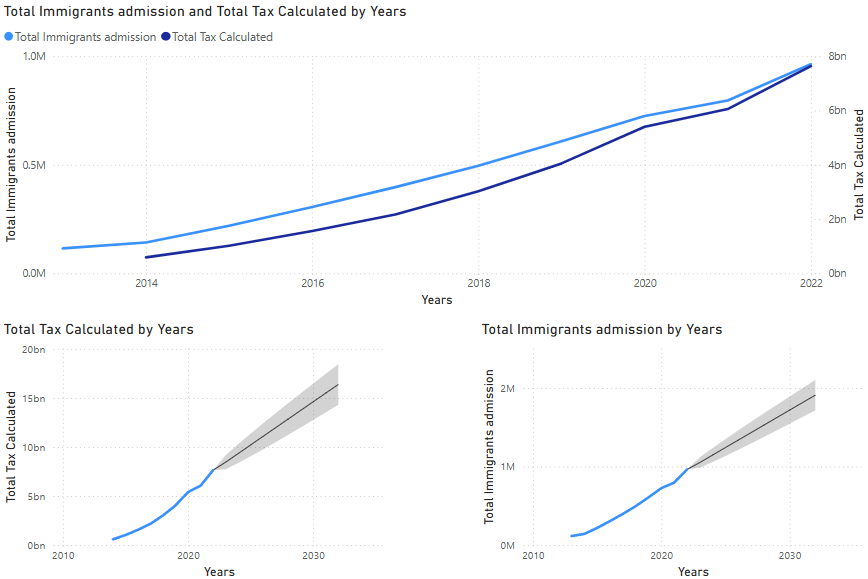 Total Immigrants admission and Total Tax Calculated by Years
Total Immigrants admission Total Tax Calculated
1.0M
0.5M
0.0M
Total Immigrants admission
8bn
6bn
4bn
2bn
0bn
Total Tax Calculated
2014 2016 2018 2020 2022
Years
Total Tax Calculated by Years
20bn
15bn
10bn
5bn
0bn
Total Tax Calculated
2010 2020 2030
Years
Total Immigrants admission by Years
2M
1M
0M
Total Immigrants admission
2010 2020 2030
Years